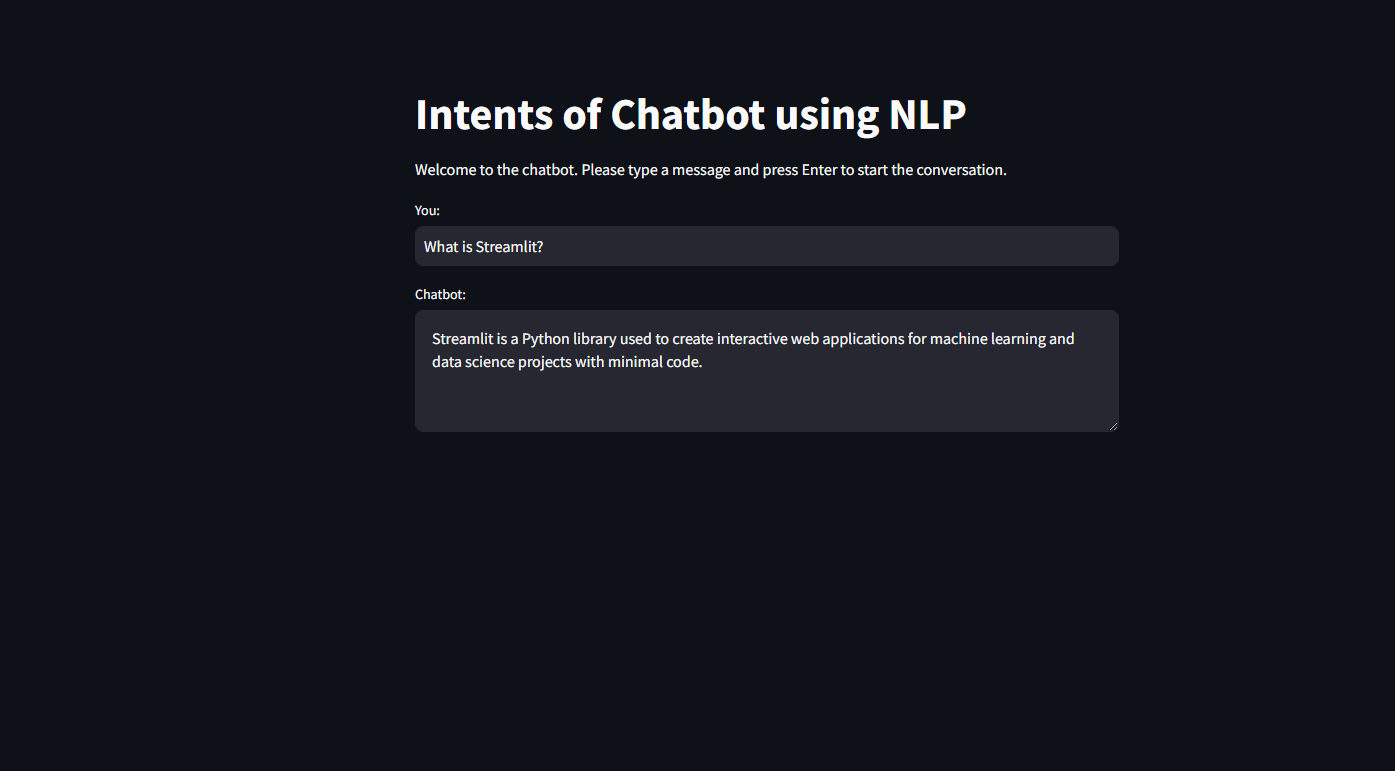 Intents of Chatbot using NLP
Welcome to the chatbot. Please type a message and press Enter to start the conversation.
You:
What is Streamlit?
Chatbot:
Streamlit is a Python library used to create interactive web applications for machine learning and
data science projects with minimal code.